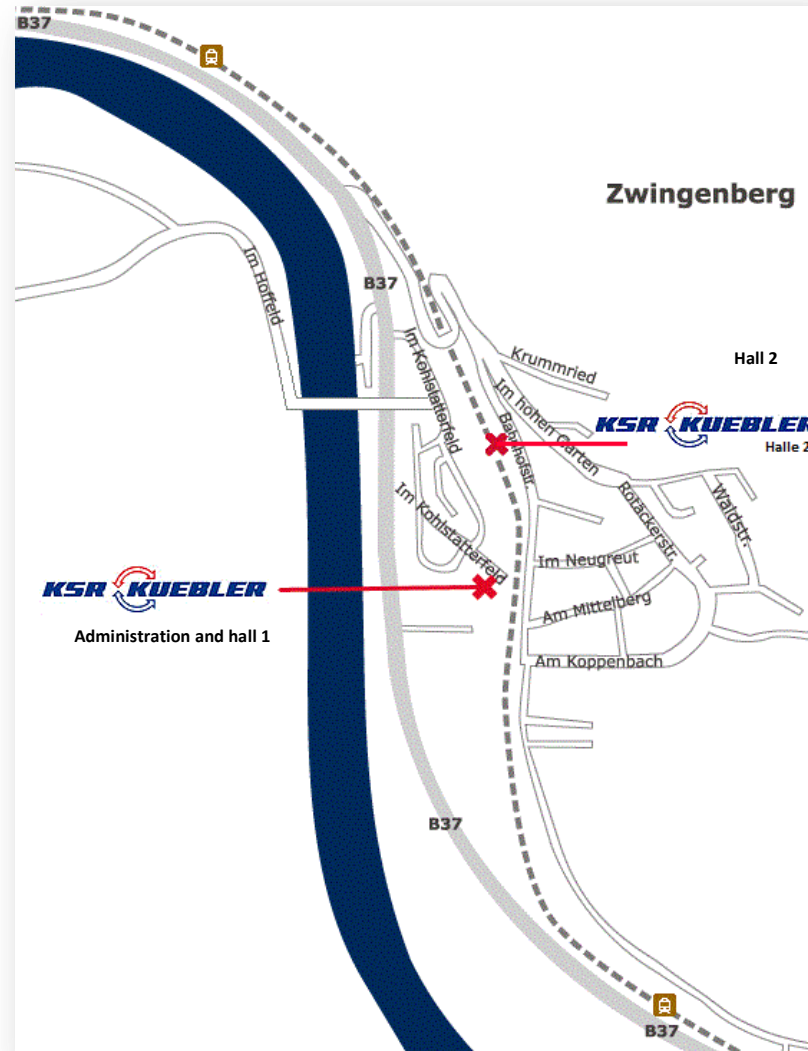 B37
Zwingenberg
Im Hoffeld
B37
Im Kohlstatterfeld
Krummried
Hall 2
Im hohen Garten
Bahnhofstr.
KSR KUEBLER
Halle 2
Im Kohlstatterfeld
Rotäckerstr.
Waldstr.
Im Neugreut
KSR KUEBLER
Am Mittelberg
Administration and hall 1
Am Koppenbach
B37
B37